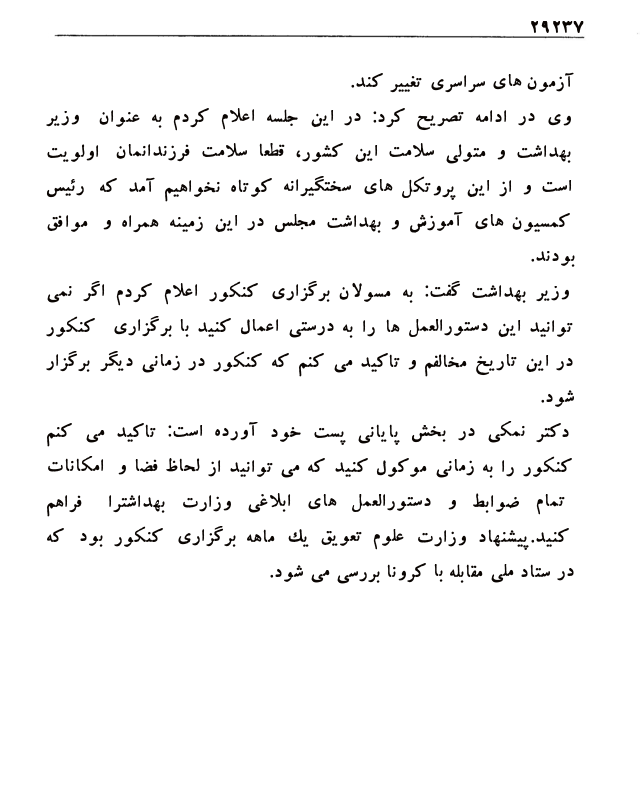 ۲۹۲۳۷
آزمون های سراسری تغییر کند.
وی در ادامه تصریح کرد: در این جلسه اعلام کردم به عنوان وزیر
بهداشت و متولی سلامت این کشور، قطعا سلامت فرزندانمان اولویت
است و از این پروتکل های سختگیرانه کوتاه نخواهیم آمد که رئیس
کمسیون های آموزش و بهداشت مجلس در این زمینه همراه و موافق
بودند.
وزیر بهداشت گفت: به مسولان برگزاری کنکور اعلام کردم اگر نمی
توانید این دستورالعمل ها را به درستی اعمال کنید با برگزاری کنکور
در این تاریخ مخالفم و تاکید می کنم که کنکور در زمانی دیگر برگزار
شود.
دکتر نمکی در بخش پایانی پست خود آورده است: تاکید می کنم
کنکور را به زمانی موکول کنید که می توانید از لحاظ فضا و امکانات
تمام ضوابط و دستورالعمل های ابلاغی وزارت بهداشترا فراهم
کنید.پیشنهاد وزارت علوم تعویق یك ماهه برگزاری کنکور بود که
در ستاد ملی مقابله با کرونا بررسی می شود.